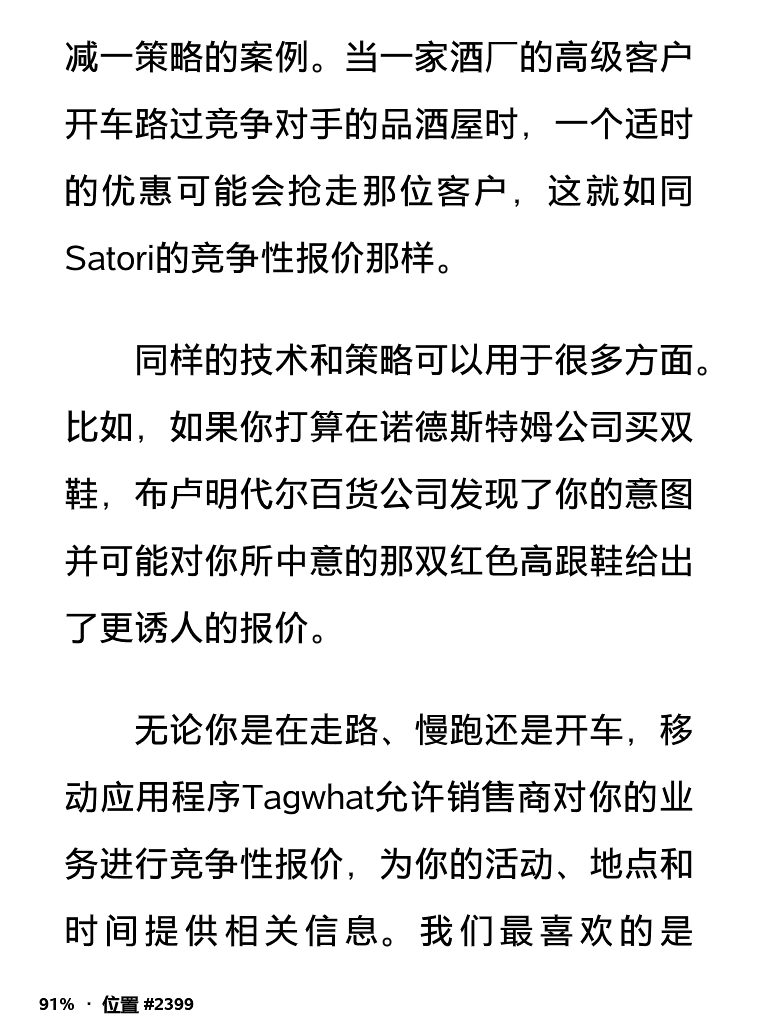 减一策略的案例。当一家酒厂的高级客户
开车路过竞争对手的品酒屋时，一个适时
的优惠可能会抢走那位客户，这就如同
Satori的竞争性报价那样。
同样的技术和策略可以用于很多方面。
比如，如果你打算在诺德斯特姆公司买双
鞋，布卢明代尔百货公司发现了你的意图
并可能对你所中意的那双红色高跟鞋给出
了更诱人的报价。
无论你是在走路、慢跑还是开车，移
动应用程序Tagwhat允许销售商对你的业
务进行竞争性报价，为你的活动、地点和
时间提供相关信息。我们最喜欢的是
91% · 位置 #2399